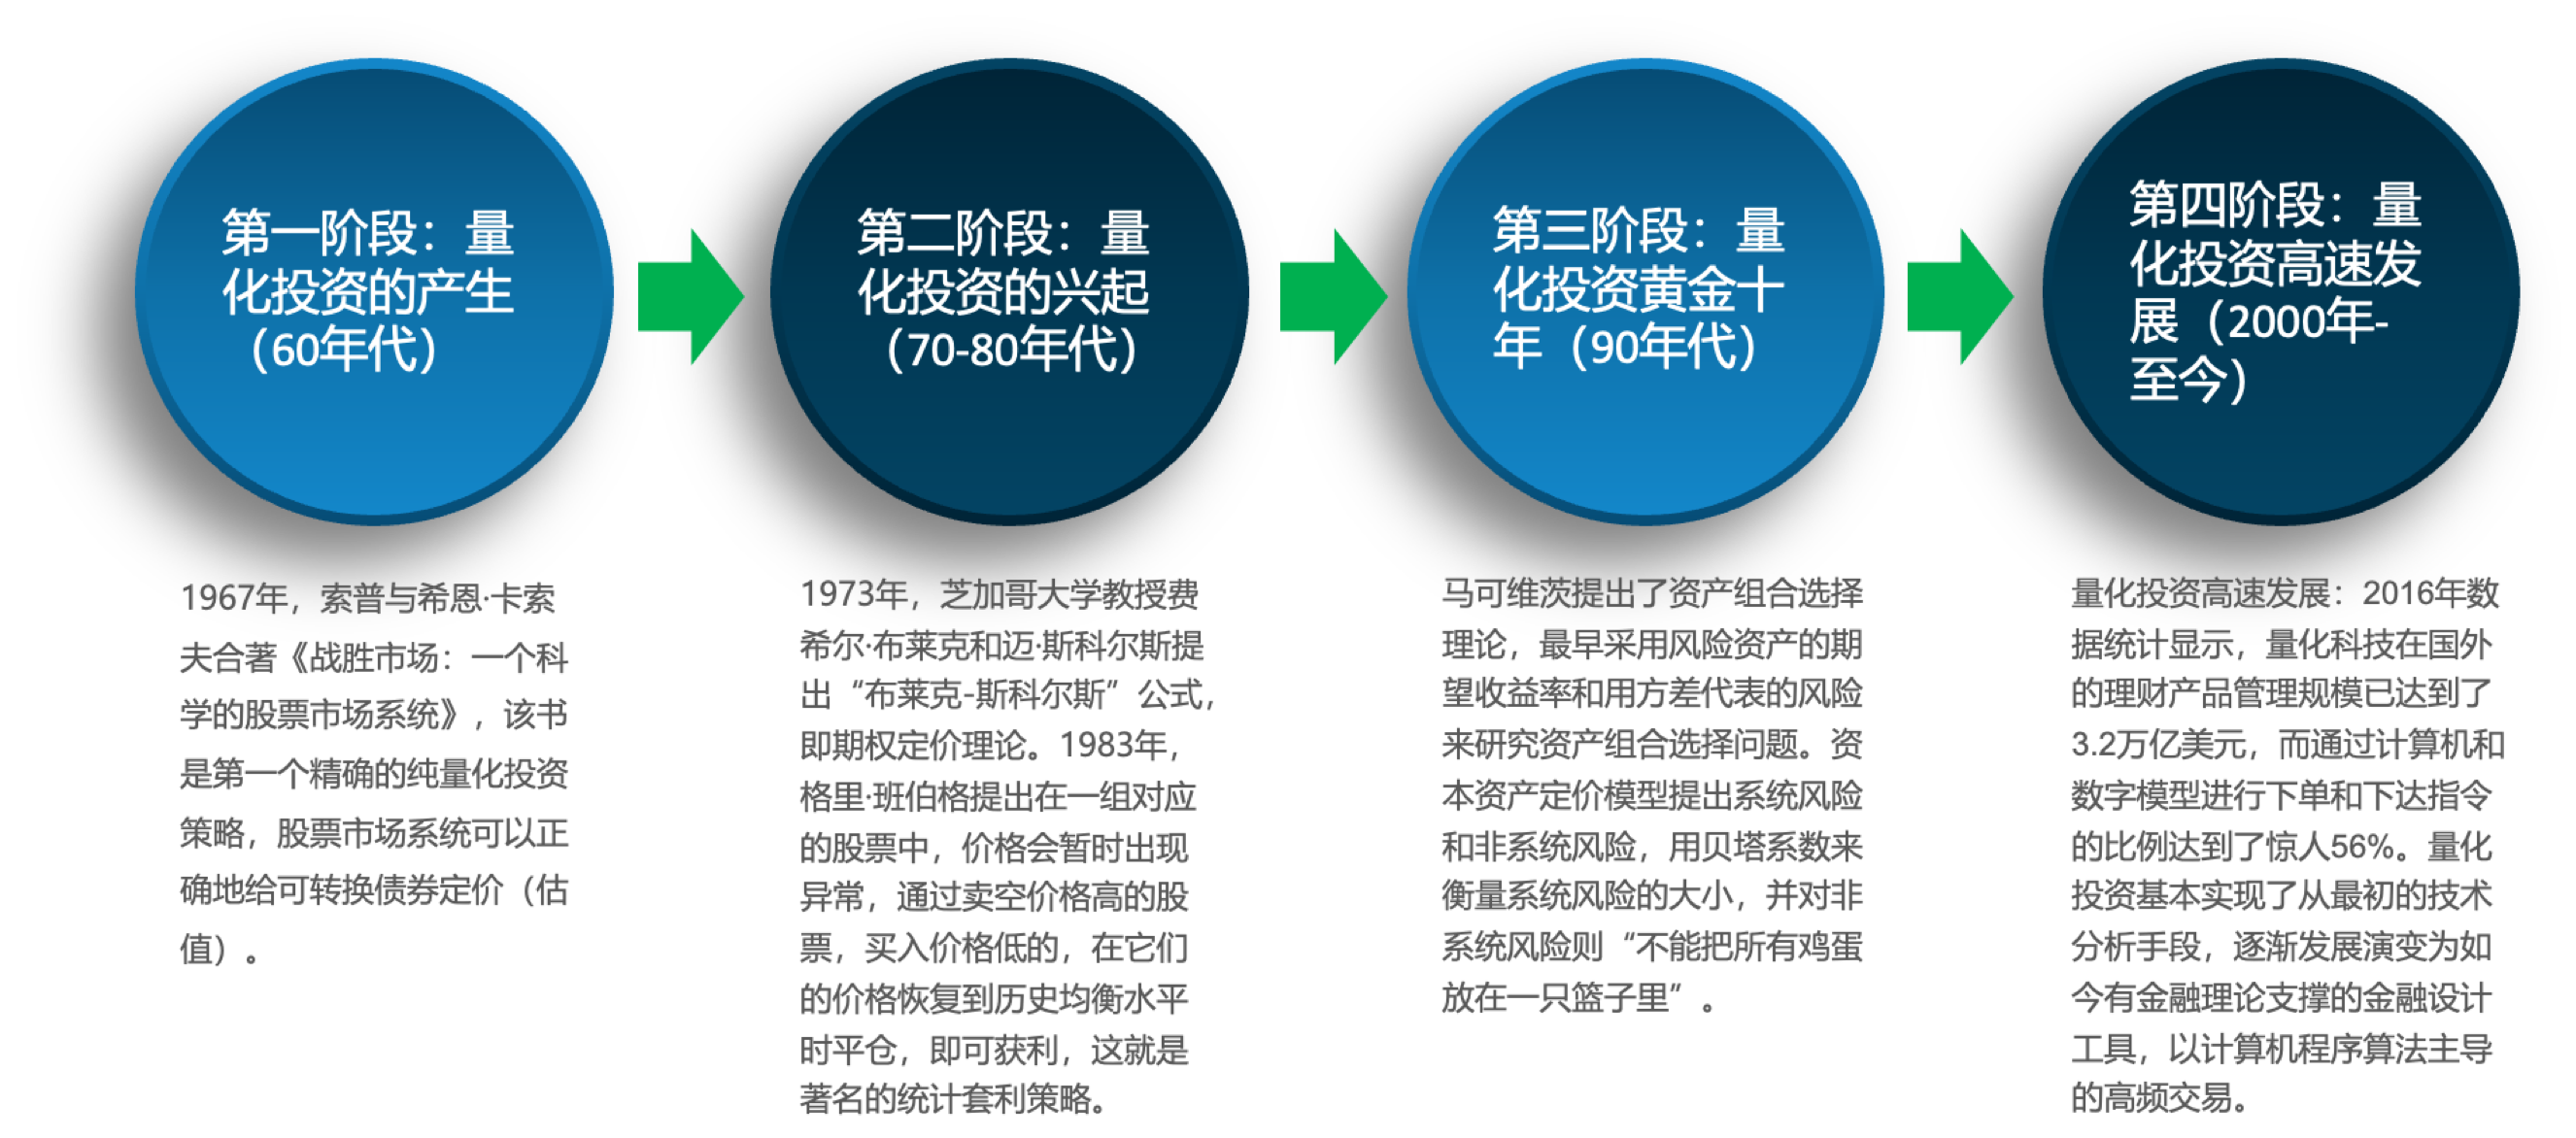 第一阶段：量
化投资的产生
（60年代）
1967年，索普与希恩·卡索
夫合著《战胜市场：一个科
学的股票市场系统》，该书
是第一个精确的纯量化投资
策略，股票市场系统可以正
确地给可转换债券定价（估
值）。
第二阶段：量
化投资的兴起
（70-80年代）
1973年，芝加哥大学教授费
希尔·布莱克和迈·斯科尔斯提
出“布莱克-斯科尔斯”公式，
即期权定价理论。1983年，
格里·班伯格提出在一组对应
的股票中，价格会暂时出现
异常，通过卖空价格高的股
票，买入价格低的，在它们
的价格恢复到历史均衡水平
时平仓，即可获利，这就是
著名的统计套利策略。
第三阶段：量
化投资黄金十
年（90年代）
马可维茨提出了资产组合选择
理论，最早采用风险资产的期
望收益率和用方差代表的风险
来研究资产组合选择问题。资
本资产定价模型提出系统风险
和非系统风险，用贝塔系数来
衡量系统风险的大小，并对非
系统风险则“不能把所有鸡蛋
放在一只篮子里”。
第四阶段：量
化投资高速发
展（2000年-
至今）
量化投资高速发展：2016年数
据统计显示，量化科技在国外
的理财产品管理规模已达到了
3.2万亿美元，而通过计算机和
数字模型进行下单和下达指令
的比例达到了惊人56%。量化
投资基本实现了从最初的技术
分析手段，逐渐发展演变为如
今有金融理论支撑的金融设计
工具，以计算机程序算法主导
的高频交易。